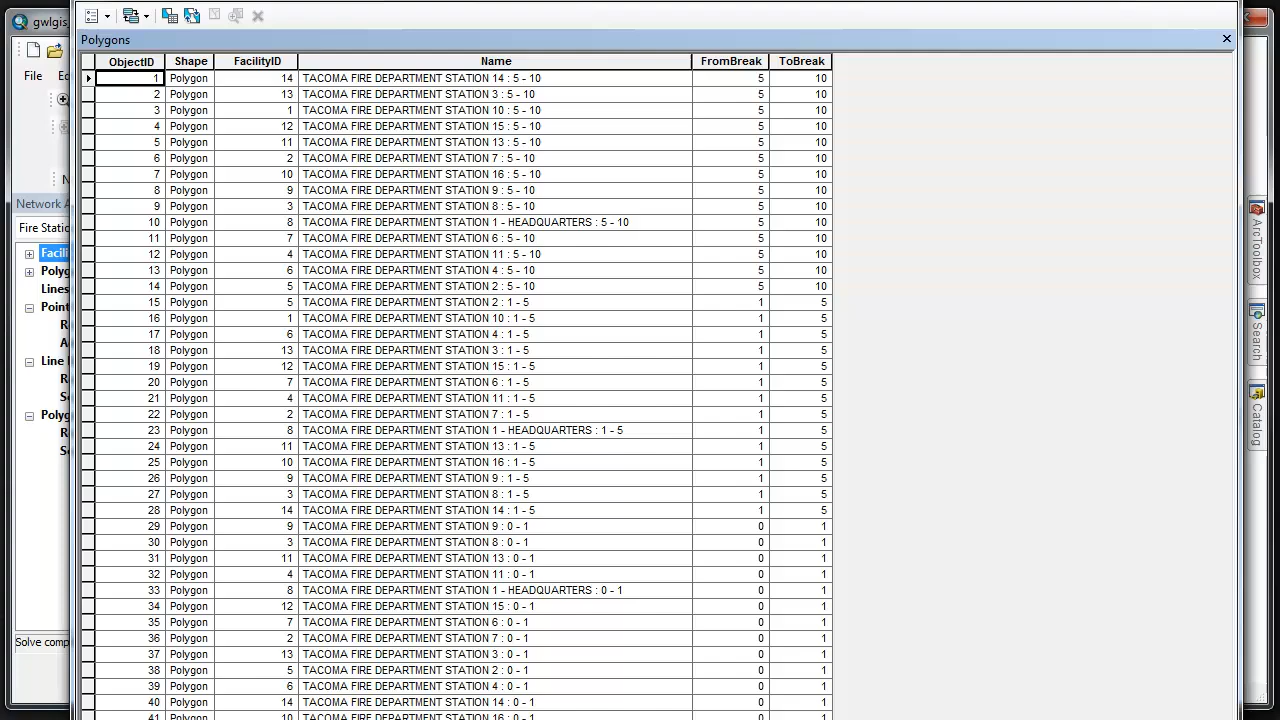 gwlgis
File
Network A
Fire Station
Facili
Polyg
Lines
Point
R
A
Line
R
Polyg
R
Solve comp
Polygons
ObjectID Shape FacilityID Name FromBreak ToBreak
1 Polygon 14 TACOMA FIRE DEPARTMENT STATION 14 : 5 - 10 5 10
2 Polygon 13 TACOMA FIRE DEPARTMENT STATION 3 : 5 - 10 5 10
3 Polygon 1 TACOMA FIRE DEPARTMENT STATION 10 : 5 - 10 5 10
4 Polygon 12 TACOMA FIRE DEPARTMENT STATION 15 : 5 - 10 5 10
5 Polygon 11 TACOMA FIRE DEPARTMENT STATION 13 : 5 - 10 5 10
6 Polygon 2 TACOMA FIRE DEPARTMENT STATION 7 : 5 - 10 5 10
7 Polygon 10 TACOMA FIRE DEPARTMENT STATION 16 : 5 - 10 5 10
8 Polygon 9 TACOMA FIRE DEPARTMENT STATION 9 : 5 - 10 5 10
9 Polygon 3 TACOMA FIRE DEPARTMENT STATION 8 : 5 - 10 5 10
10 Polygon 8 TACOMA FIRE DEPARTMENT STATION 1 - HEADQUARTERS : 5 - 10 5 10
11 Polygon 7 TACOMA FIRE DEPARTMENT STATION 6 : 5 - 10 5 10
12 Polygon 4 TACOMA FIRE DEPARTMENT STATION 11 : 5 - 10 5 10
13 Polygon 6 TACOMA FIRE DEPARTMENT STATION 4 : 5 - 10 5 10
14 Polygon 5 TACOMA FIRE DEPARTMENT STATION 2 : 5 - 10 5 10
15 Polygon 5 TACOMA FIRE DEPARTMENT STATION 2 : 1 - 5 1 5
16 Polygon 1 TACOMA FIRE DEPARTMENT STATION 10 : 1 - 5 1 5
17 Polygon 6 TACOMA FIRE DEPARTMENT STATION 4 : 1 - 5 1 5
18 Polygon 13 TACOMA FIRE DEPARTMENT STATION 3 : 1 - 5 1 5
19 Polygon 12 TACOMA FIRE DEPARTMENT STATION 15 : 1 - 5 1 5
20 Polygon 7 TACOMA FIRE DEPARTMENT STATION 6 : 1 - 5 1 5
21 Polygon 4 TACOMA FIRE DEPARTMENT STATION 11 : 1 - 5 1 5
22 Polygon 2 TACOMA FIRE DEPARTMENT STATION 7 : 1 - 5 1 5
23 Polygon 8 TACOMA FIRE DEPARTMENT STATION 1 - HEADQUARTERS : 1 - 5 1 5
24 Polygon 11 TACOMA FIRE DEPARTMENT STATION 13 : 1 - 5 1 5
25 Polygon 10 TACOMA FIRE DEPARTMENT STATION 16 : 1 - 5 1 5
26 Polygon 9 TACOMA FIRE DEPARTMENT STATION 9 : 1 - 5 1 5
27 Polygon 3 TACOMA FIRE DEPARTMENT STATION 8 : 1 - 5 1 5
28 Polygon 14 TACOMA FIRE DEPARTMENT STATION 14 : 1 - 5 1 5
29 Polygon 9 TACOMA FIRE DEPARTMENT STATION 9 : 0 - 1 0 1
30 Polygon 3 TACOMA FIRE DEPARTMENT STATION 8 : 0 - 1 0 1
31 Polygon 11 TACOMA FIRE DEPARTMENT STATION 13 : 0 - 1 0 1
32 Polygon 4 TACOMA FIRE DEPARTMENT STATION 11 : 0 - 1 0 1
33 Polygon 8 TACOMA FIRE DEPARTMENT STATION 1 - HEADQUARTERS : 0 - 1 0 1
34 Polygon 12 TACOMA FIRE DEPARTMENT STATION 15 : 0 - 1 0 1
35 Polygon 7 TACOMA FIRE DEPARTMENT STATION 6 : 0 - 1 0 1
36 Polygon 2 TACOMA FIRE DEPARTMENT STATION 7 : 0 - 1 0 1
37 Polygon 13 TACOMA FIRE DEPARTMENT STATION 3 : 0 - 1 0 1
38 Polygon 5 TACOMA FIRE DEPARTMENT STATION 2 : 0 - 1 0 1
39 Polygon 6 TACOMA FIRE DEPARTMENT STATION 4 : 0 - 1 0 1
40 Polygon 14 TACOMA FIRE DEPARTMENT STATION 14 : 0 - 1 0 1
41 Polygon 10 TACOMA FIRE DEPARTMENT STATION 16 : 0 - 1 0 1
ArcToolbox
Search
Catalog